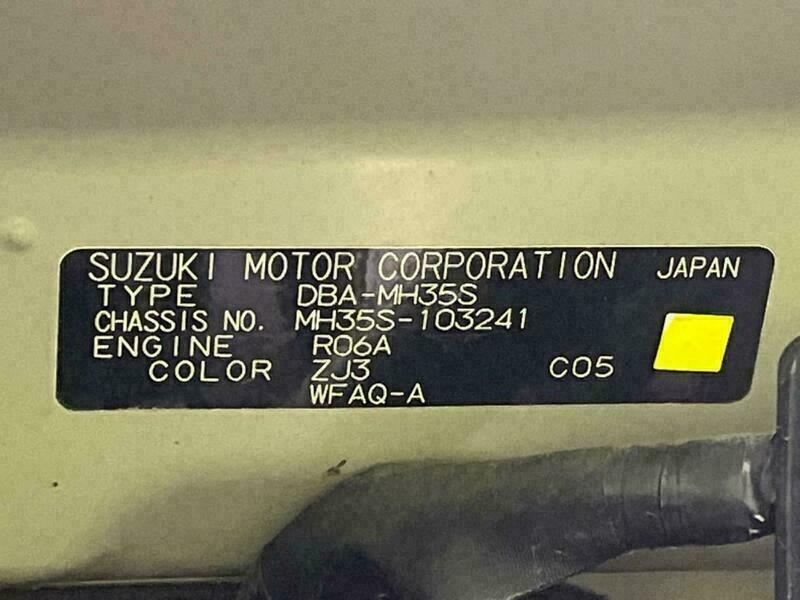 SUZUKI MOTOR CORPORATION JAPAN
TYPE DBA-MH35S
CHASSIS NO. MH35S-103241
ENGINE R06A
COLOR ZJ3 C05
WFAQ-A